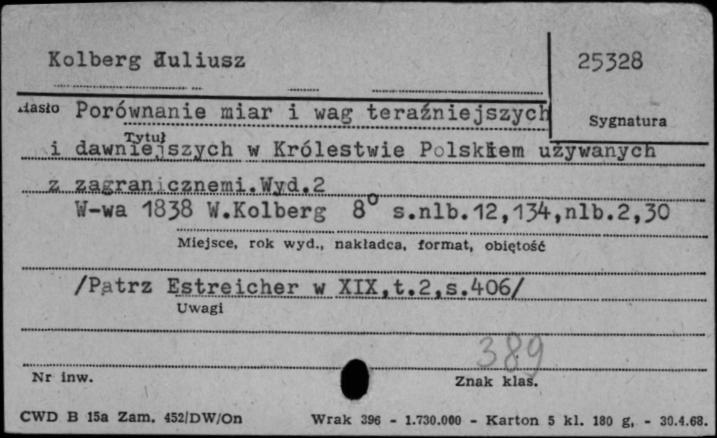 Kolberg Juliusz
25328
Hasło Porównanie miar i wag teraźniejszych
Sygnatura
Tytuł
i dawniejszych w Królestwie Polskiem używanych
z zagranicznemi.Wyd.2
W-wa 1838 W.Kolberg 8° s.nlb.12,134,nlb.2,30
Miejsce, rok wyd., nakładca, format, objętość
/Patrz Estreicher w XIX,t.2,s.406/
Uwagi
389
Nr inw.
Znak klas.
CWD B 15a Zam. 452/DW/On Wrak 396 - 1.730.000 - Karton 5 kl. 180 g, - 30.4.68.